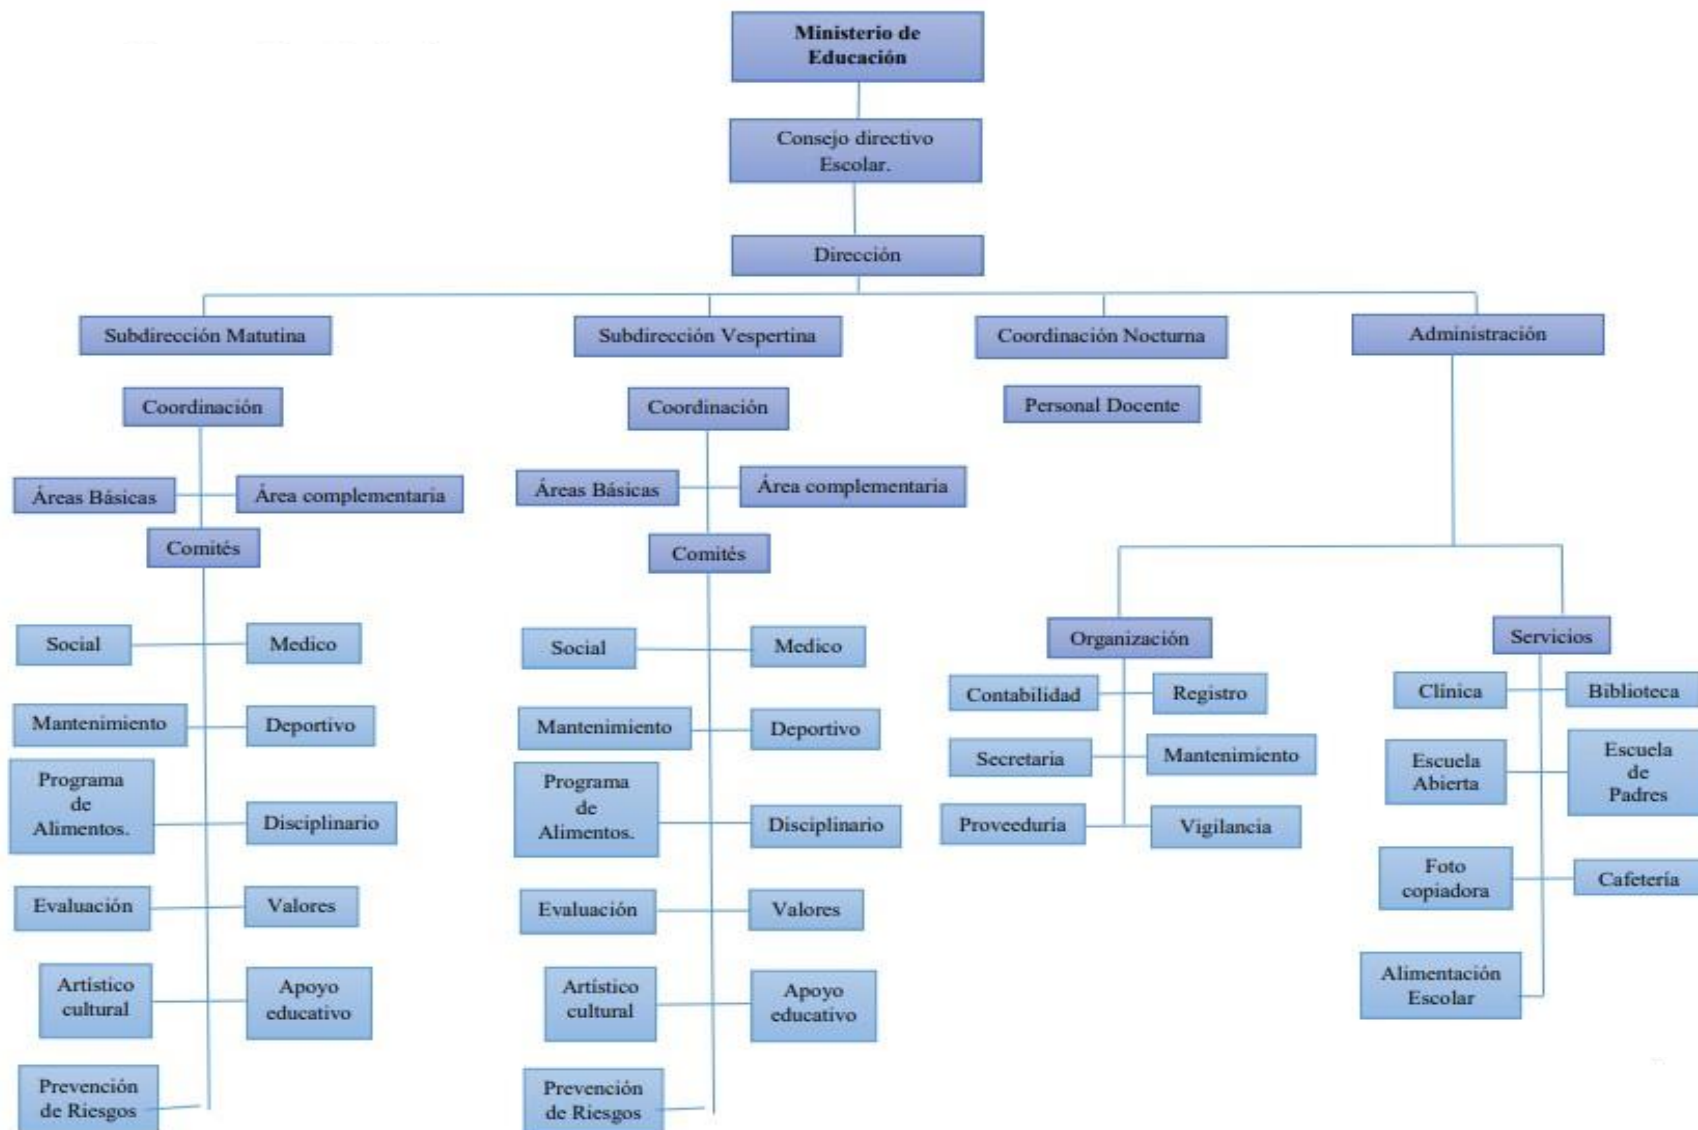 Ministerio de
Educación
Consejo directivo
Escolar.
Dirección
Subdirección Matutina
Subdirección Vespertina
Coordinación Nocturna
Administración
Coordinación
Coordinación
Personal Docente
Áreas Básicas
Área complementaria
Áreas Básicas
Área complementaria
Comités
Comités
Social
Medico
Mantenimiento
Deportivo
Programa
de
Alimentos.
Disciplinario
Evaluación
Valores
Artístico
cultural
Apoyo
educativo
Prevención
de Riesgos
Social
Medico
Mantenimiento
Deportivo
Programa
de
Alimentos.
Disciplinario
Evaluación
Valores
Artístico
cultural
Apoyo
educativo
Prevención
de Riesgos
Organización
Contabilidad
Registro
Secretaria
Mantenimiento
Proveeduría
Vigilancia
Servicios
Clínica
Biblioteca
Escuela
Abierta
Escuela
de
Padres
Foto
copiadora
Cafetería
Alimentación
Escolar